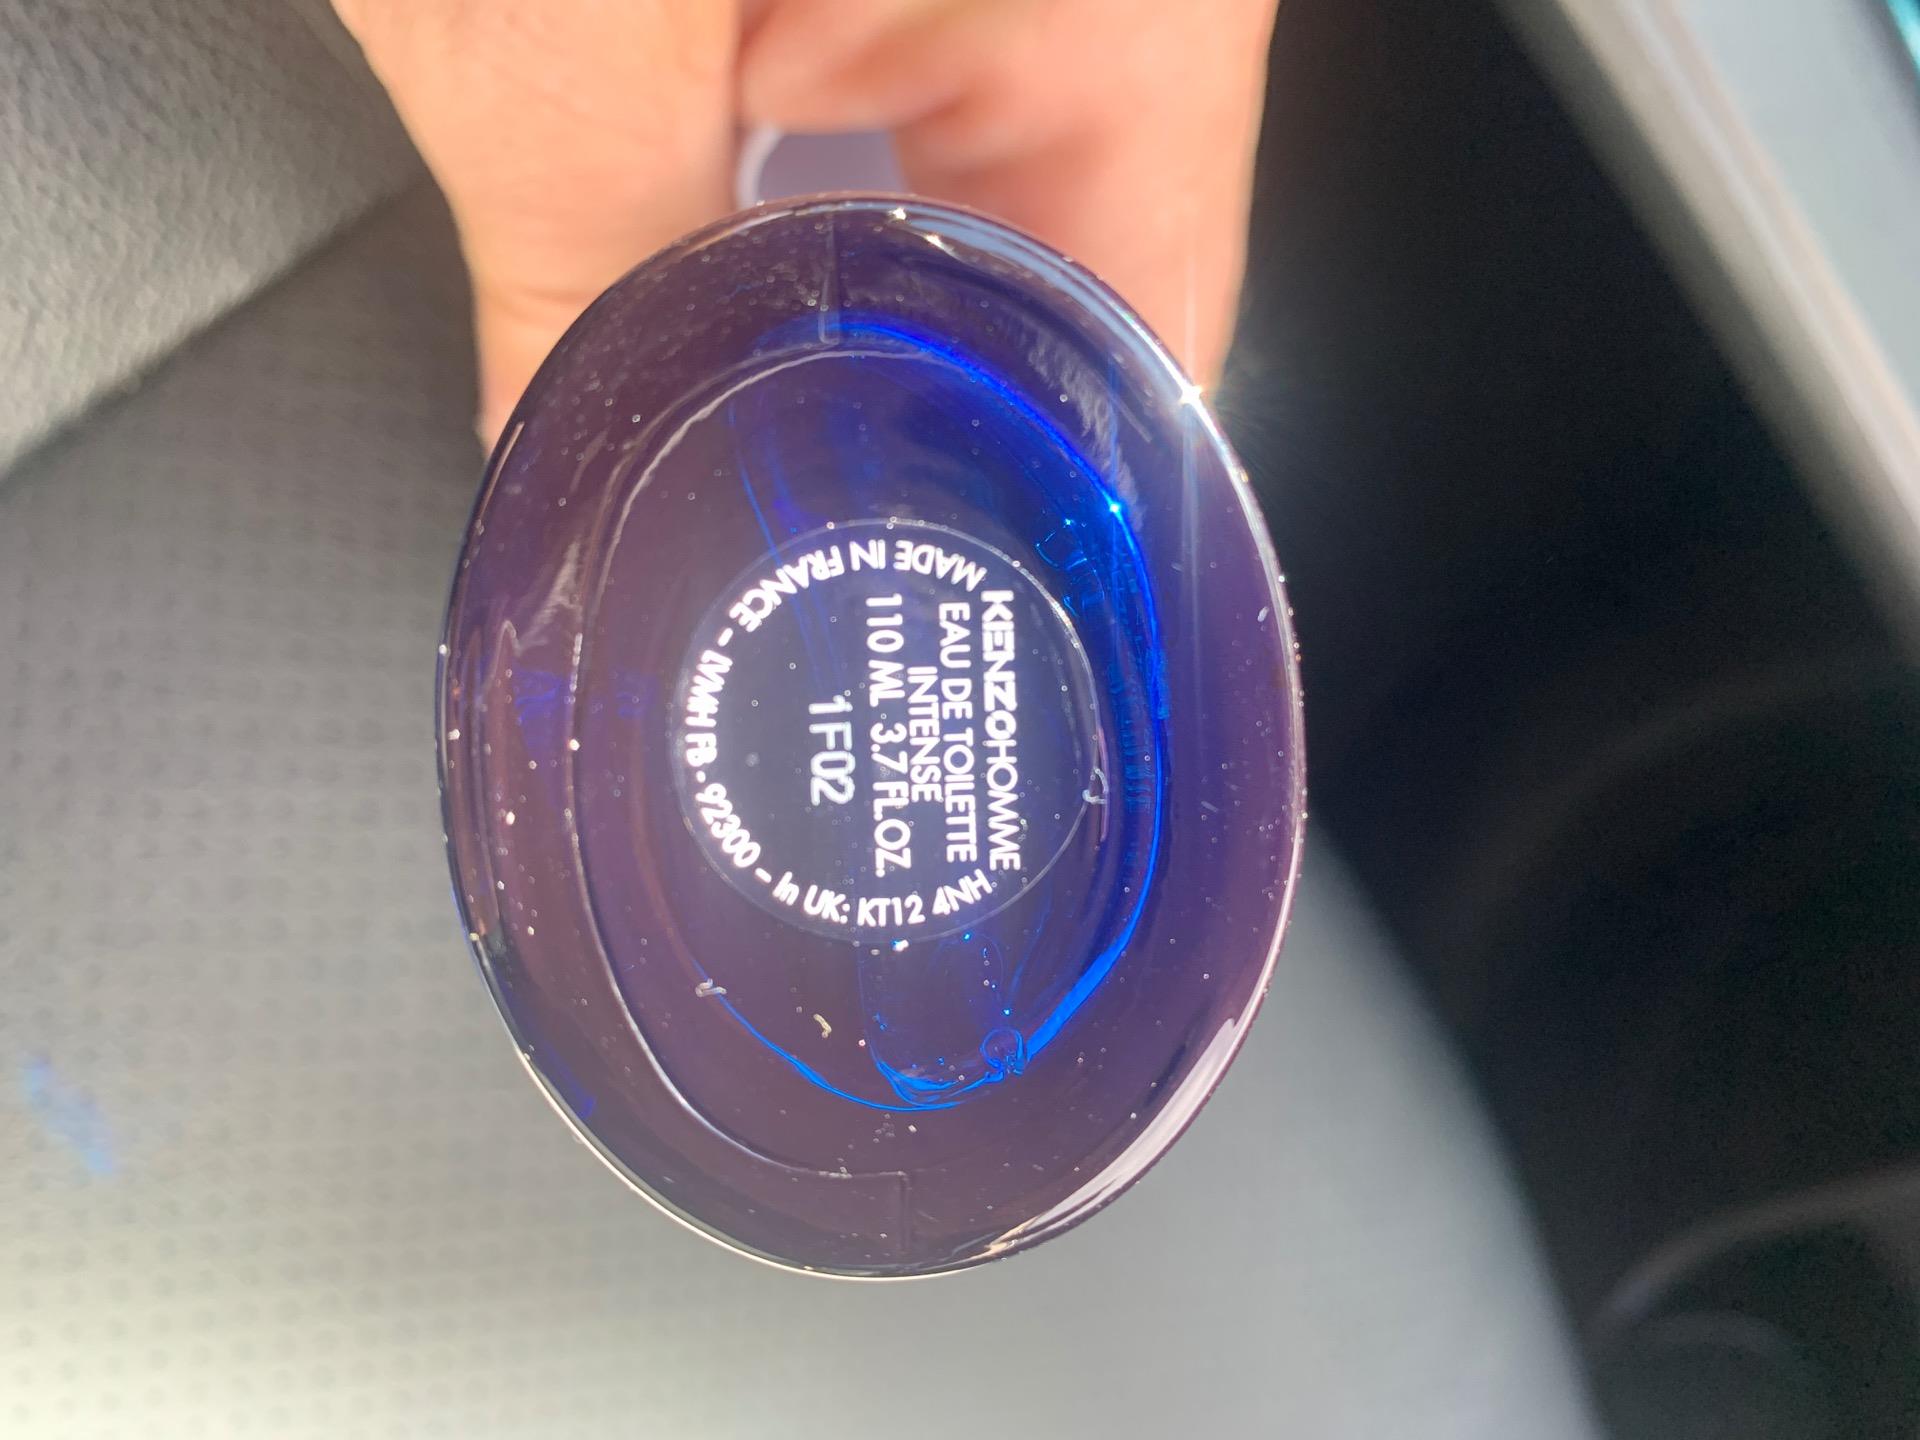 KENZOHOMME
EAU DE TOILETTE
INTENSE
110 ML 3.7 FL.OZ.
1F02
MADE IN FRANCE – LVMH FB - 92300 – In UK: KT12 4NH